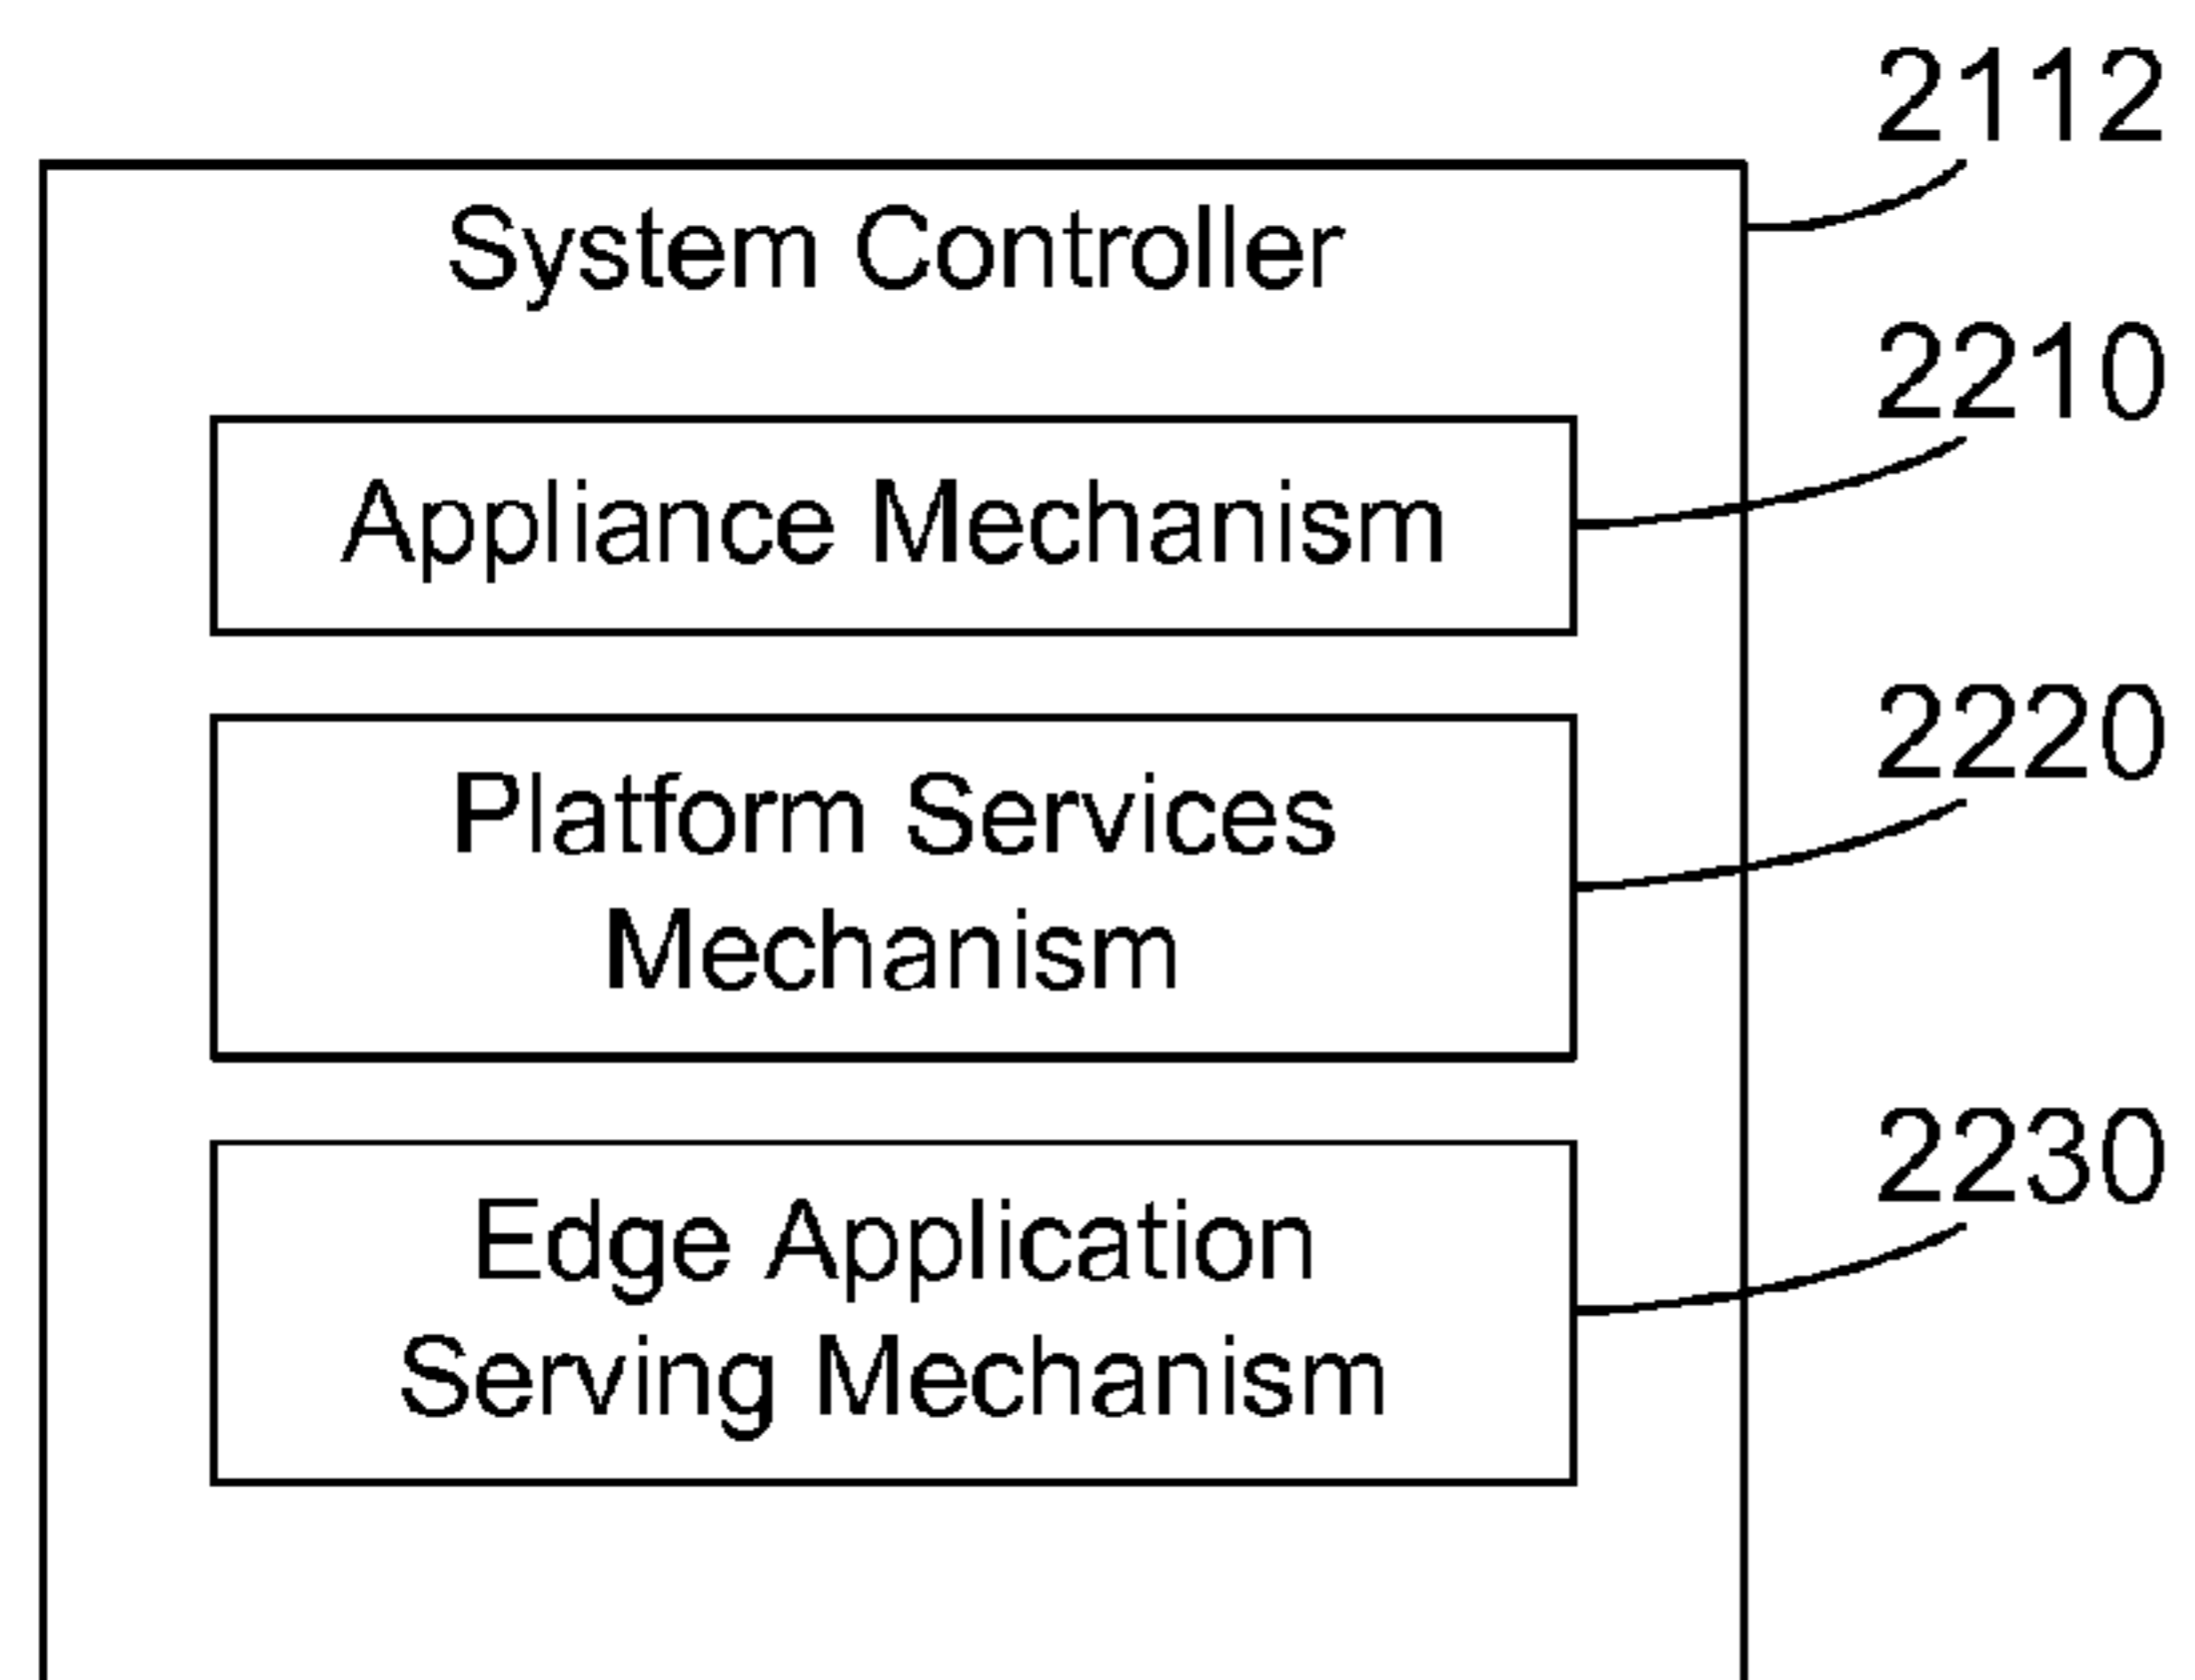 2112
System Controller
2210
Appliance Mechanism
2220
Platform Services
Mechanism
2230
Edge Application
Serving Mechanism